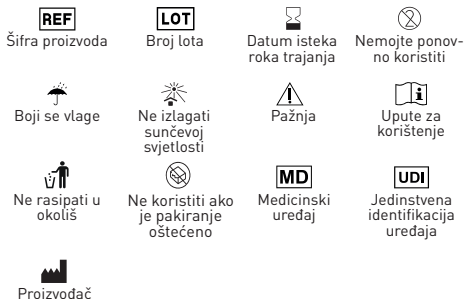 REF
Šifra proizvoda
LOT
Broj lota
Datum isteka
roka trajanja
2
Nemojte ponov-
no koristiti
Boji se vlage
Ne izlagati
sunčevoj
svjetlosti
Pažnja
Upute za
korištenje
Ne rasipati u
okoliš
Ne koristiti ako
je pakiranje
oštećeno
MD
Medicinski
uređaj
UDI
Jedinstvena
identifikacija
uređaja
Proizvođač